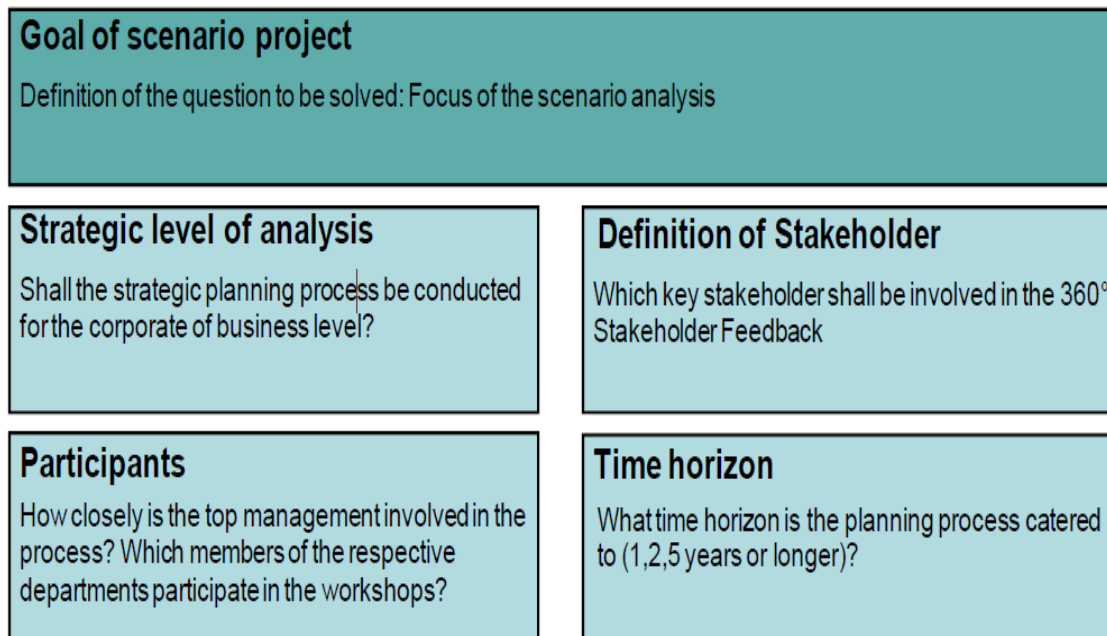 Goal of scenario project
Definition of the question to be solved: Focus of the scenario analysis
Strategic level of analysis
Shall the strategic planning process be conducted
for the corporate of business level?
Definition of Stakeholder
Which key stakeholder shall be involved in the 360°
Stakeholder Feedback
Participants
How closely is the top management involved in the
process? Which members of the respective
departments participate in the workshops?
Time horizon
What time horizon is the planning process catered
to (1,2,5 years or longer)?